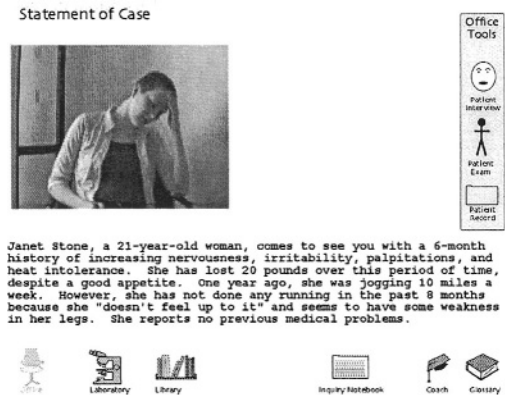 Statement of Case
Office
Tools
Patient
Interview
Patient
Exam
Patient
Record
Janet Stone, a 21-year-old woman, comes to see you with a 6-month
history of increasing nervousness, irritability, palpitations, and
heat intolerance.  She has lost 20 pounds over this period of time,
despite a good appetite.  One year ago, she was jogging 10 miles a
week.  However, she has not done any running in the past 8 months
because she "doesn't feel up to it" and seems to have some weakness
in her legs.  She reports no previous medical problems.
Laboratory
Library
Inquiry Notebook
Coach
Glossary